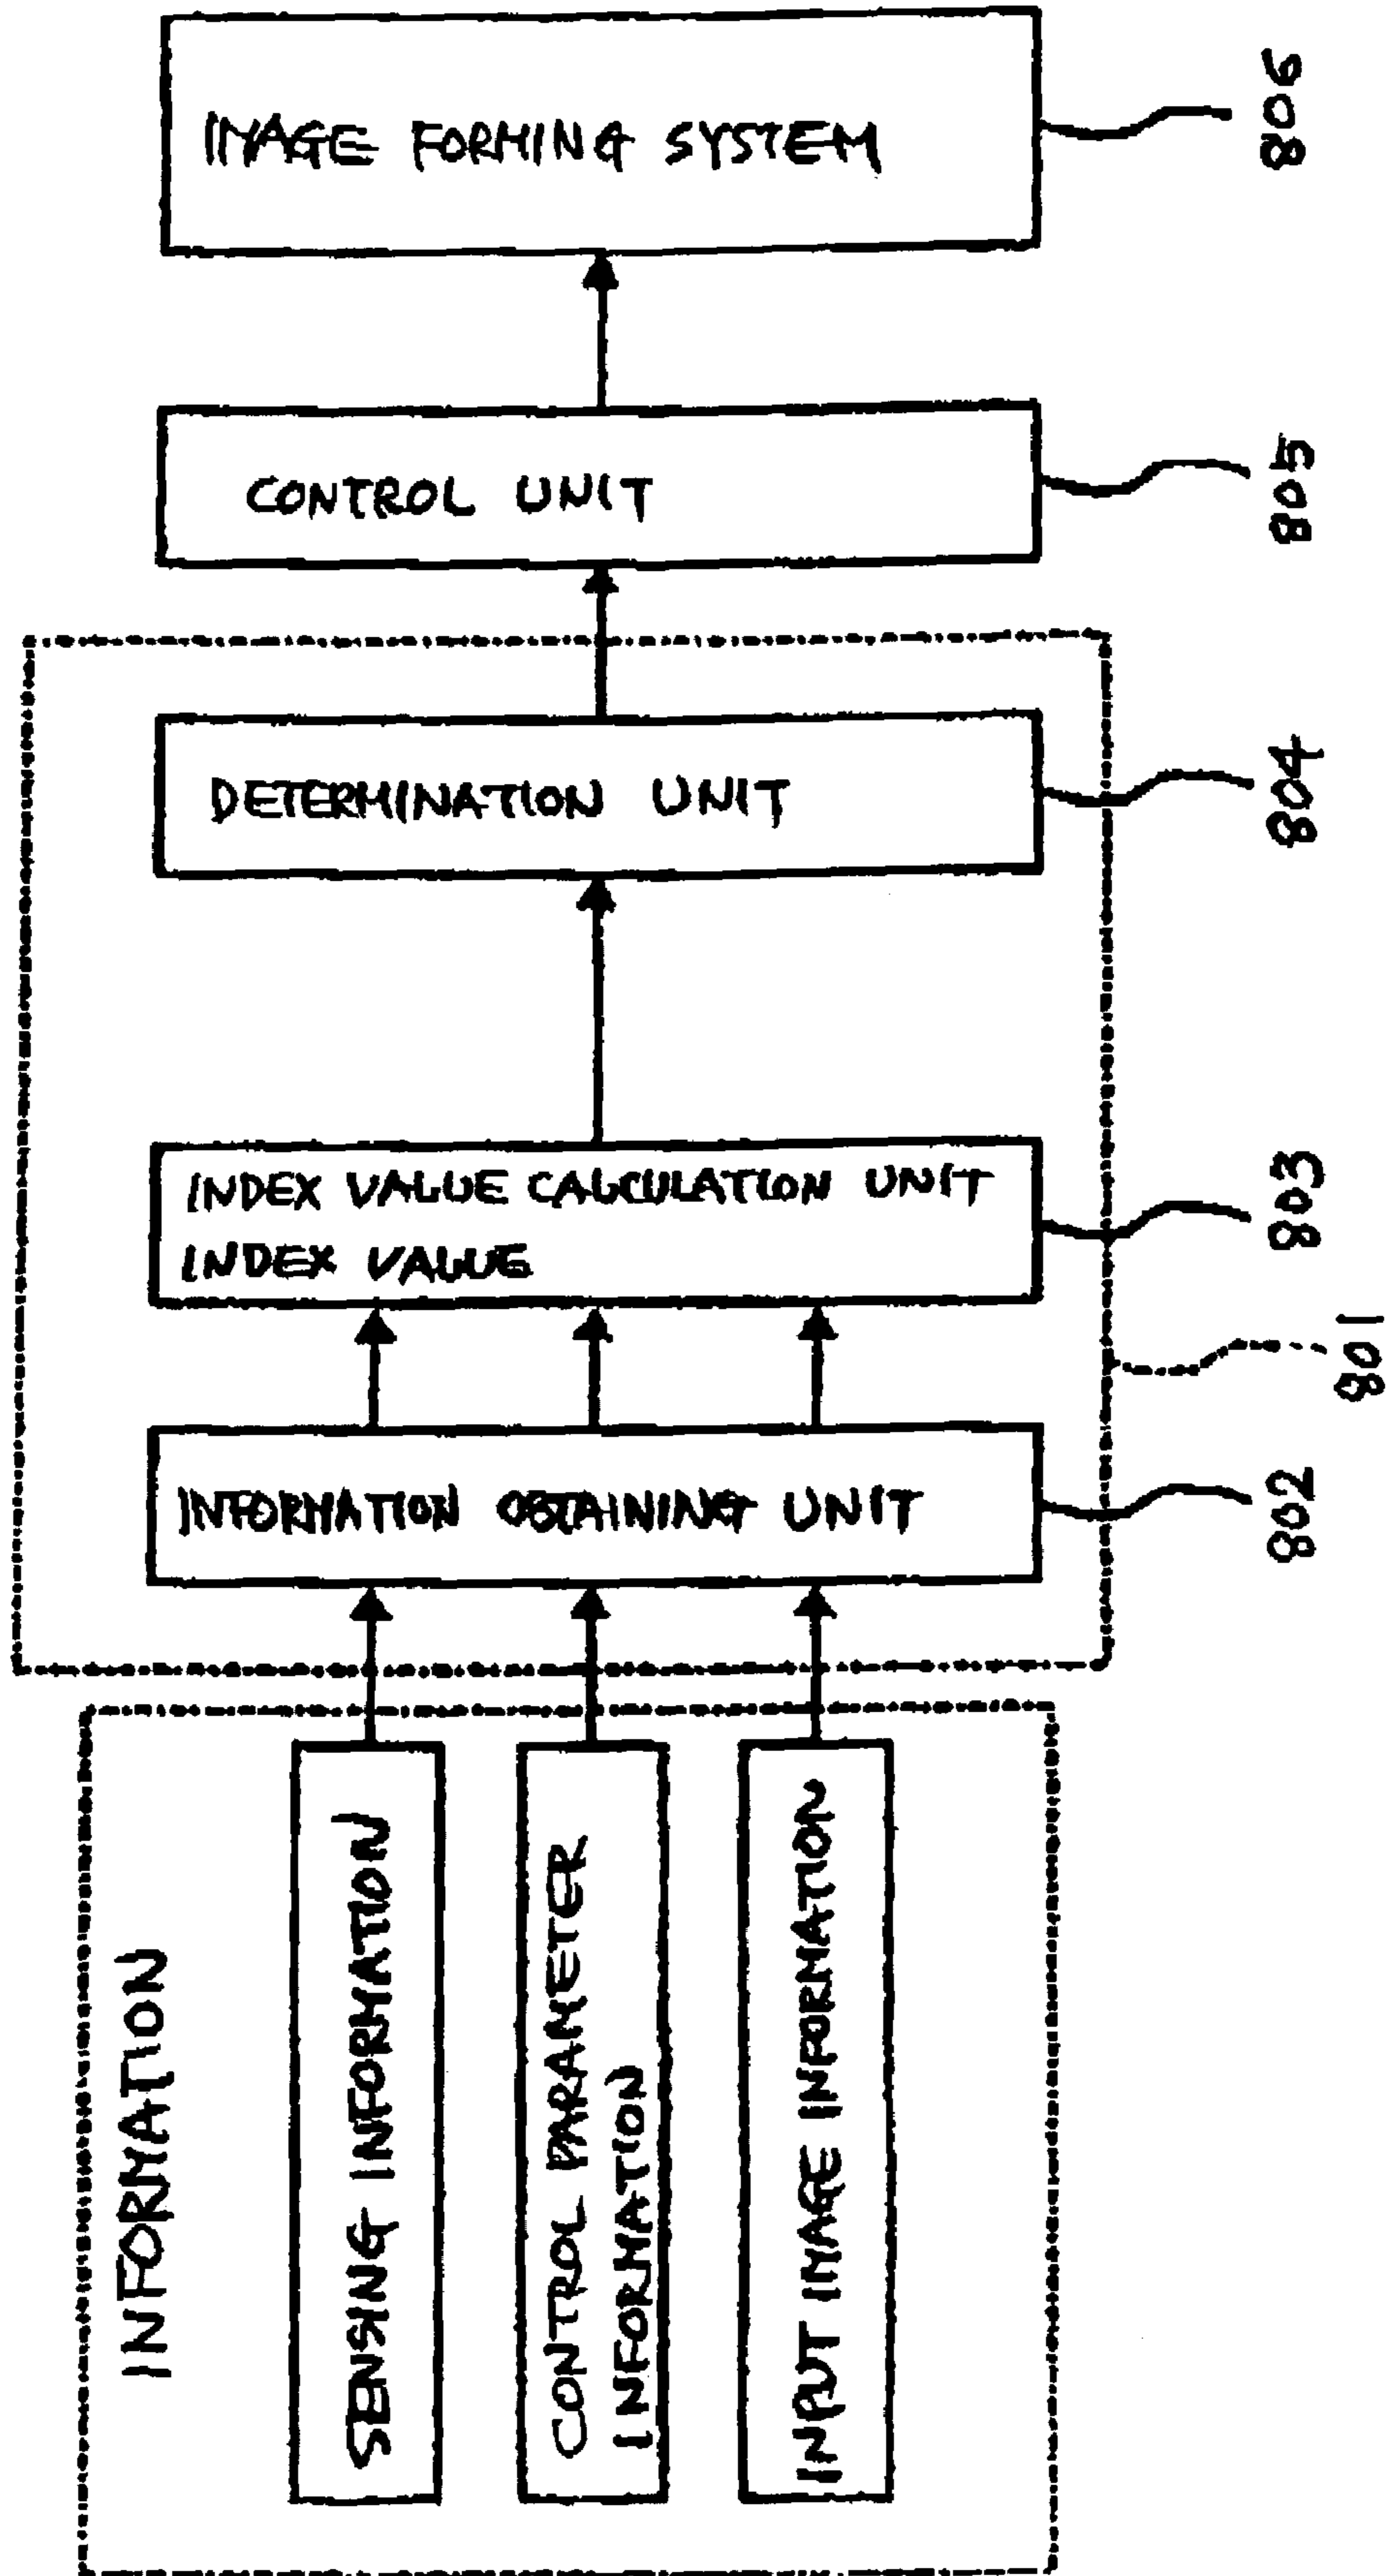 IMAGE FORMING SYSTEM
806
CONTROL UNIT
805
DETERMINATION UNIT
804
INDEX VALUE CALCULATION UNIT
INDEX VALUE
803
801
INFORMATION OBTAINING UNIT
802
INFORMATION
SENSING INFORMATION
CONTROL PARAMETER
INFORMATION
INPUT IMAGE INFORMATION